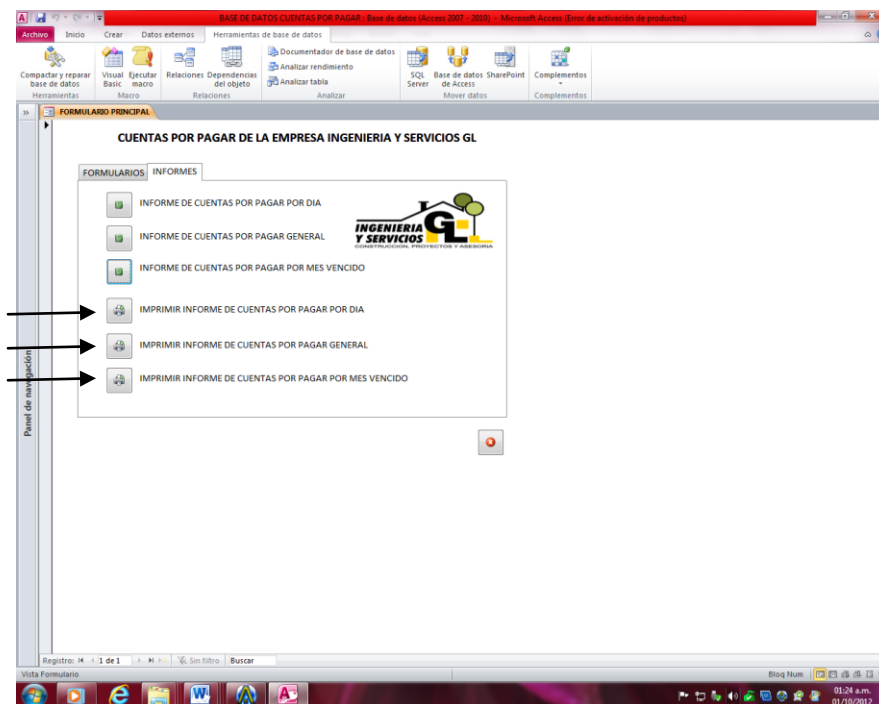 BASE DE DATOS CUENTAS POR PAGAR : Base de datos (Access 2007 - 2010) - Microsoft Access (Error de activación de productos)
Archivo Inicio Crear Datos externos Herramientas de base de datos
Compactar y reparar base de datos
Herramientas
Visual Basic
Ejecutar macro
Macro
Relaciones
Dependencias del objeto
Relaciones
Documentador de base de datos
Analizar rendimiento
Analizar tabla
Analizar
SQL Server
Base de datos de Access
SharePoint
Mover datos
Complementos
Complementos
» FORMULARIO PRINCIPAL
CUENTAS POR PAGAR DE LA EMPRESA INGENIERIA Y SERVICIOS GL
FORMULARIOS INFORMES
INFORME DE CUENTAS POR PAGAR POR DIA
INFORME DE CUENTAS POR PAGAR GENERAL
INFORME DE CUENTAS POR PAGAR POR MES VENCIDO
INGENIERIA
Y SERVICIOS
GL
CONSTRUCCION, PROYECTOS Y ASESORIA
IMPRIMIR INFORME DE CUENTAS POR PAGAR POR DIA
IMPRIMIR INFORME DE CUENTAS POR PAGAR GENERAL
IMPRIMIR INFORME DE CUENTAS POR PAGAR POR MES VENCIDO
Panel de navegación
Registro: 1 de 1 Sin filtro Buscar
Vista Formulario Bloq Num
01:24 a.m.
01/10/2012